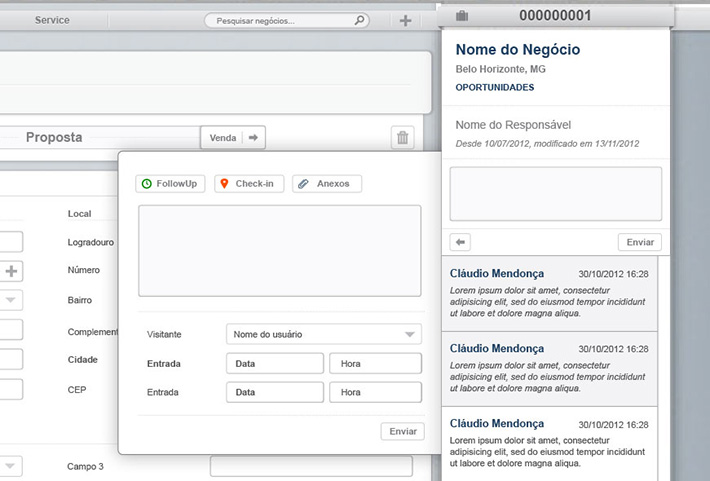 Service
Pesquisar negócios...
000000001
Nome do Negócio
Belo Horizonte, MG
OPORTUNIDADES
Nome do Responsável
Desde 10/07/2012, modificado em 13/11/2012
Enviar
Proposta
Venda
FollowUp
Check-in
Anexos
Visitante
Nome do usuário
Entrada
Data
Hora
Entrada
Data
Hora
Enviar
Local
Logradouro
Número
Bairro
Complement
Cidade
CEP
Campo 3
Cláudio Mendonça 30/10/2012 16:28
Lorem ipsum dolor sit amet, consectetur
adipisicing elit, sed do eiusmod tempor incididunt
ut labore et dolore magna aliqua.
Cláudio Mendonça 30/10/2012 16:28
Lorem ipsum dolor sit amet, consectetur
adipisicing elit, sed do eiusmod tempor incididunt
ut labore et dolore magna aliqua.
Cláudio Mendonça 30/10/2012 16:28
Lorem ipsum dolor sit amet, consectetur
adipisicing elit, sed do eiusmod tempor incididunt
ut labore et dolore magna aliqua.